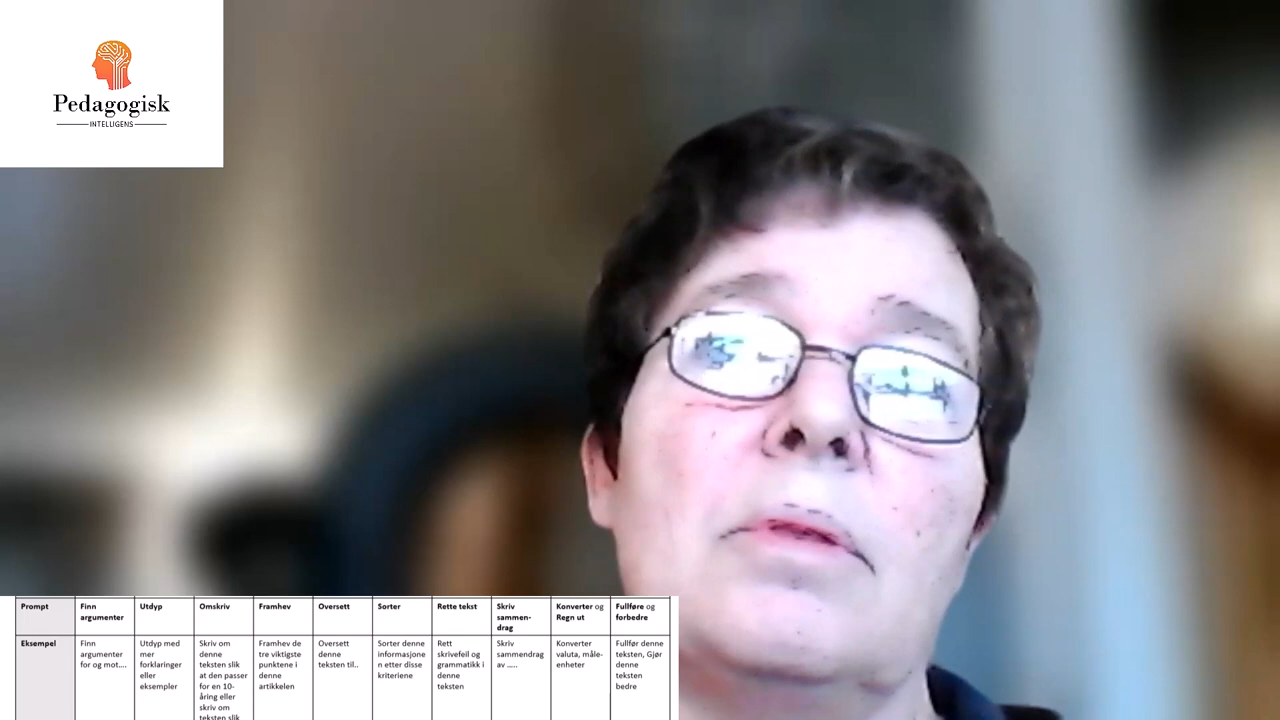 Pedagogisk
INTELLIGENS
Prompt
Finn
argumenter
Utdyp
Omskriv
Framhev
Oversett
Sorter
Rette tekst
Skriv
sammen-
drag
Konverter og
Regn ut
Fullføre og
forbedre
Eksempel
Finn
argumenter
for og mot....
Utdyp med
mer
forklaringer
eller
eksempler
Skriv om
denne
teksten slik
at den passer
for en 10-
åring eller
skriv om
teksten slik
Framhev de
tre viktigste
punktene i
denne
artikkelen
Oversett
denne
teksten til..
Sorter denne
informasjone
n etter disse
kriteriene
Rett
skrivefeil og
grammatikk i
denne
teksten
Skriv
sammendrag
av .....
Konverter
valuta, måle-
enheter
Fullfør denne
teksten, Gjør
denne
teksten
bedre